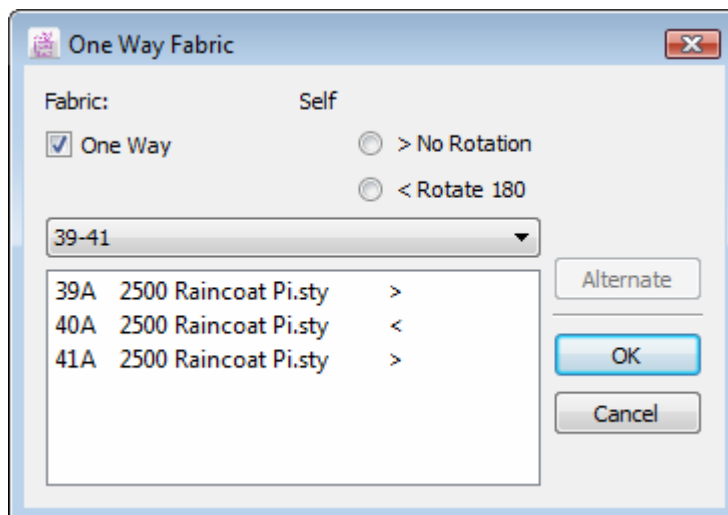 One Way Fabric
Fabric: Self
One Way
> No Rotation
< Rotate 180
39-41
39A 2500 Raincoat Pi.sty >
40A 2500 Raincoat Pi.sty <
41A 2500 Raincoat Pi.sty >
Alternate
OK
Cancel